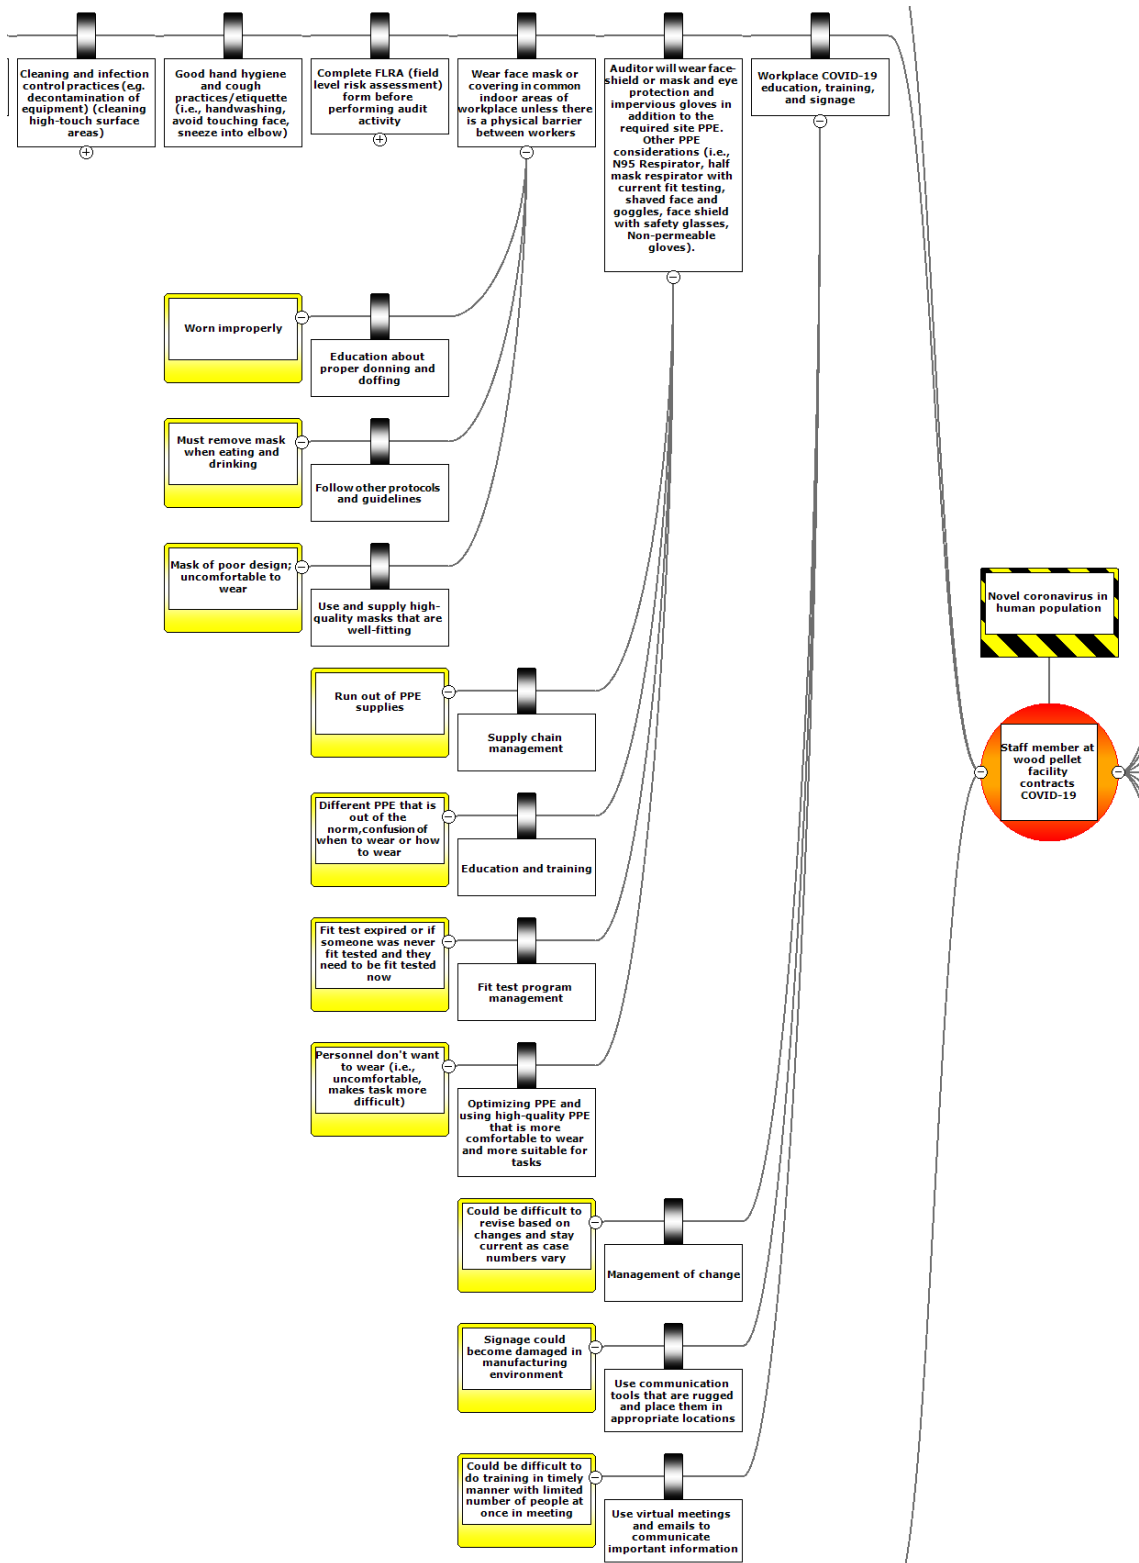 Cleaning and infection
control practices (e.g.
decontamination of
equipment) (cleaning
high-touch surface
areas)
Good hand hygiene
and cough
practices/etiquette
(i.e., handwashing,
avoid touching face,
sneeze into elbow)
Complete FLRA (field
level risk assessment)
form before
performing audit
activity
Wear face mask or
covering in common
indoor areas of
workplace unless there
is a physical barrier
between workers
Auditor will wear face-
shield or mask and eye
protection and
impervious gloves in
addition to the
required site PPE.
Other PPE
considerations (i.e.,
N95 Respirator, half
mask respirator with
current fit testing,
shaved face and
goggles, face shield
with safety glasses,
Non-permeable
gloves).
Workplace COVID-19
education, training,
and signage
Worn improperly
Education about
proper donning and
doffing
Must remove mask
when eating and
drinking
Follow other protocols
and guidelines
Mask of poor design;
uncomfortable to
wear
Use and supply high-
quality masks that are
well-fitting
Novel coronavirus in
human population
Run out of PPE
supplies
Supply chain
management
Staff member at
wood pellet
facility
contracts
COVID-19
Different PPE that is
out of the
norm,confusion of
when to wear or how
to wear
Education and training
Fit test expired or if
someone was never
fit tested and they
need to be fit tested
now
Fit test program
management
Personnel don't want
to wear (i.e.,
uncomfortable,
makes task more
difficult)
Optimizing PPE and
using high-quality PPE
that is more
comfortable to wear
and more suitable for
tasks
Could be difficult to
revise based on
changes and stay
current as case
numbers vary
Management of change
Signage could
become damaged in
manufacturing
environment
Use communication
tools that are rugged
and place them in
appropriate locations
Could be difficult to
do training in timely
manner with limited
number of people at
once in meeting
Use virtual meetings
and emails to
communicate
important information